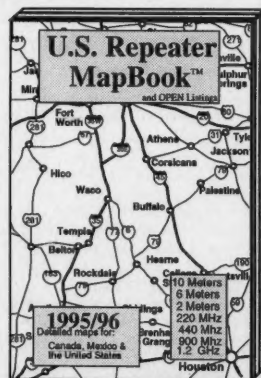 U.S. Repeater
MapBook™
and OPEN Listings
Fort
Worth
Athens
Tyl
Jackson
Corsicana
Hico
Waco
Palestine
Buffalo
Temple
Belton
Hearne
Rockdale
281
1995/96
Detailed maps for:
Canada, Mexico &
the United States
10 Meters
6 Meters
2 Meters
220 MHz
440 Mhz
900 Mhz
1.2 GHz
Houston